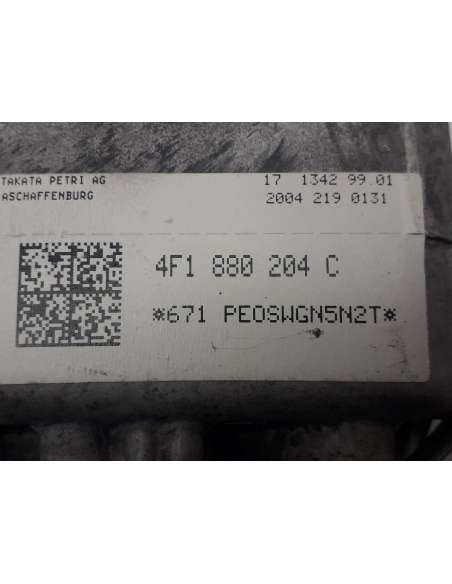 TAKATA PETRI AG 17 1342 99.01
ASCHAFFENBURG 2004 219 0131
4F1 880 204 C
*671 PEOSWGN5N2T*